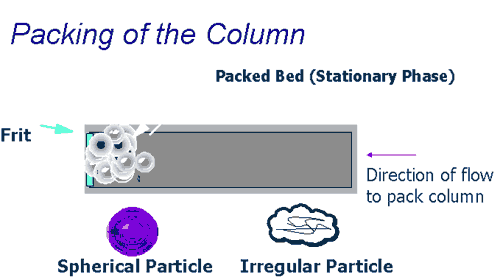 Packing of the Column
Packed Bed (Stationary Phase)
Frit
Direction of flow
to pack column
Spherical Particle
Irregular Particle